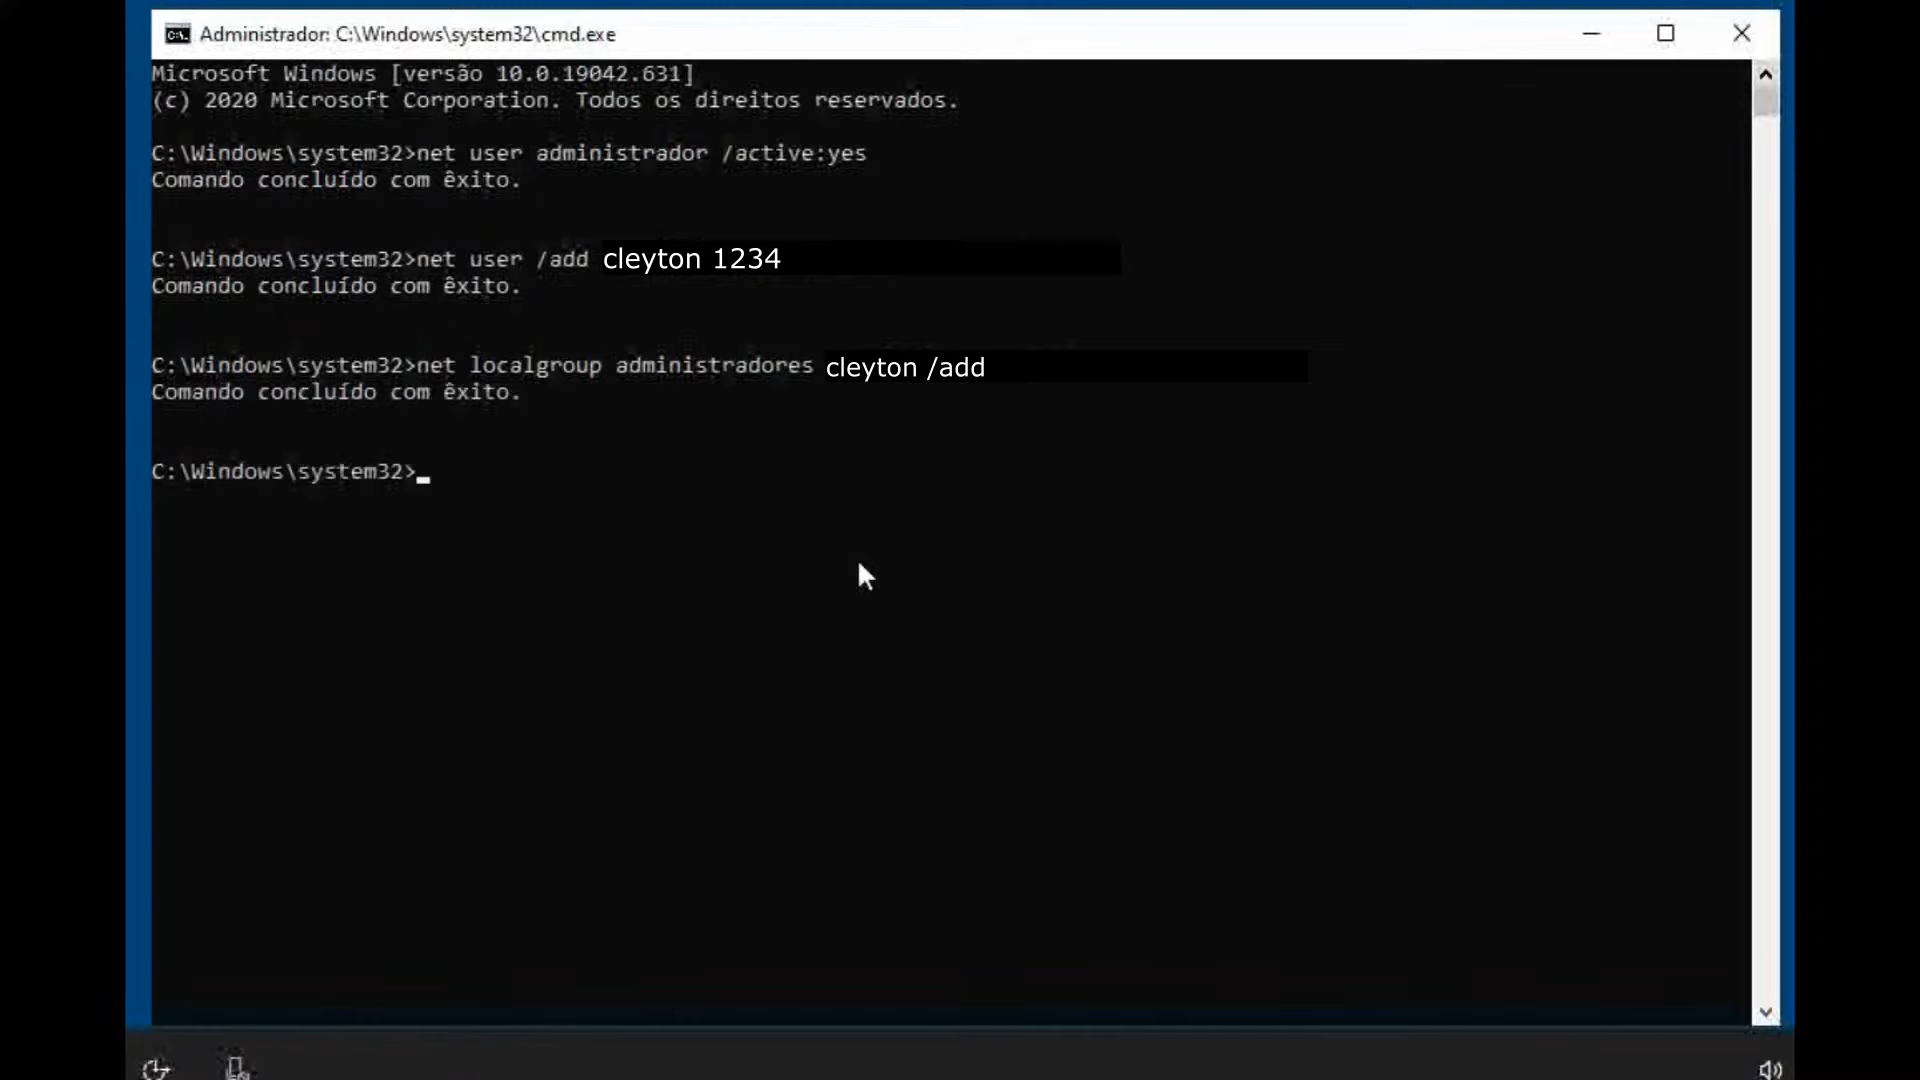 Administrador: C:\Windows\system32\cmd.exe
Microsoft Windows [versão 10.0.19042.631]
(c) 2020 Microsoft Corporation. Todos os direitos reservados.
C:\Windows\system32>net user administrador /active:yes
Comando concluído com êxito.
C:\Windows\system32>net user /add cleyton 1234
Comando concluído com êxito.
C:\Windows\system32>net localgroup administradores cleyton /add
Comando concluído com êxito.
C:\Windows\system32>